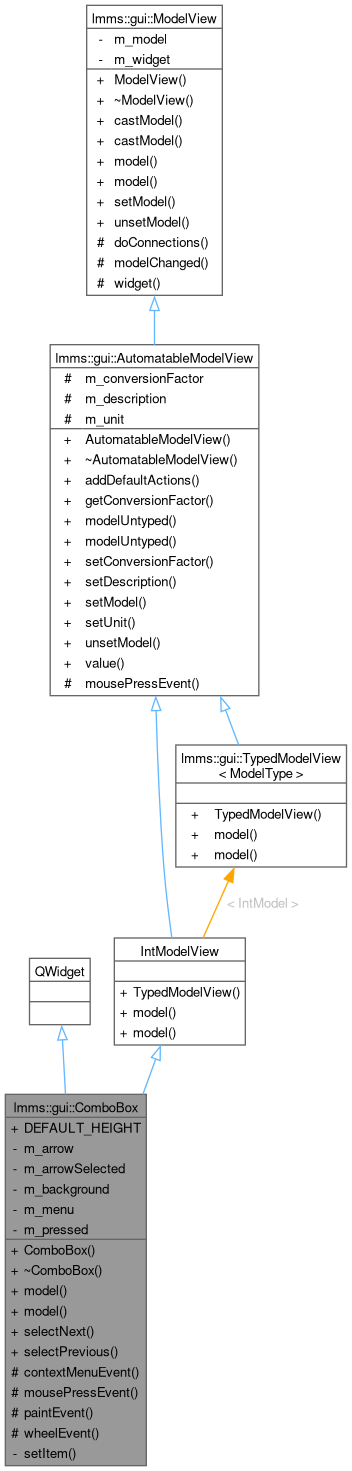 lmms::gui::ModelView
- m_model
- m_widget
+ ModelView()
+ ~ModelView()
+ castModel()
+ castModel()
+ model()
+ model()
+ setModel()
+ unsetModel()
# doConnections()
# modelChanged()
# widget()
lmms::gui::AutomatableModelView
# m_conversionFactor
# m_description
# m_unit
+ AutomatableModelView()
+ ~AutomatableModelView()
+ addDefaultActions()
+ getConversionFactor()
+ modelUntyped()
+ modelUntyped()
+ setConversionFactor()
+ setDescription()
+ setModel()
+ setUnit()
+ unsetModel()
+ value()
# mousePressEvent()
lmms::gui::TypedModelView
< ModelType >
+ TypedModelView()
+ model()
+ model()
< IntModel >
IntModelView
+ TypedModelView()
+ model()
+ model()
QWidget
lmms::gui::ComboBox
+ DEFAULT_HEIGHT
- m_arrow
- m_arrowSelected
- m_background
- m_menu
- m_pressed
+ ComboBox()
+ ~ComboBox()
+ model()
+ model()
+ selectNext()
+ selectPrevious()
# contextMenuEvent()
# mousePressEvent()
# paintEvent()
# wheelEvent()
- setItem()